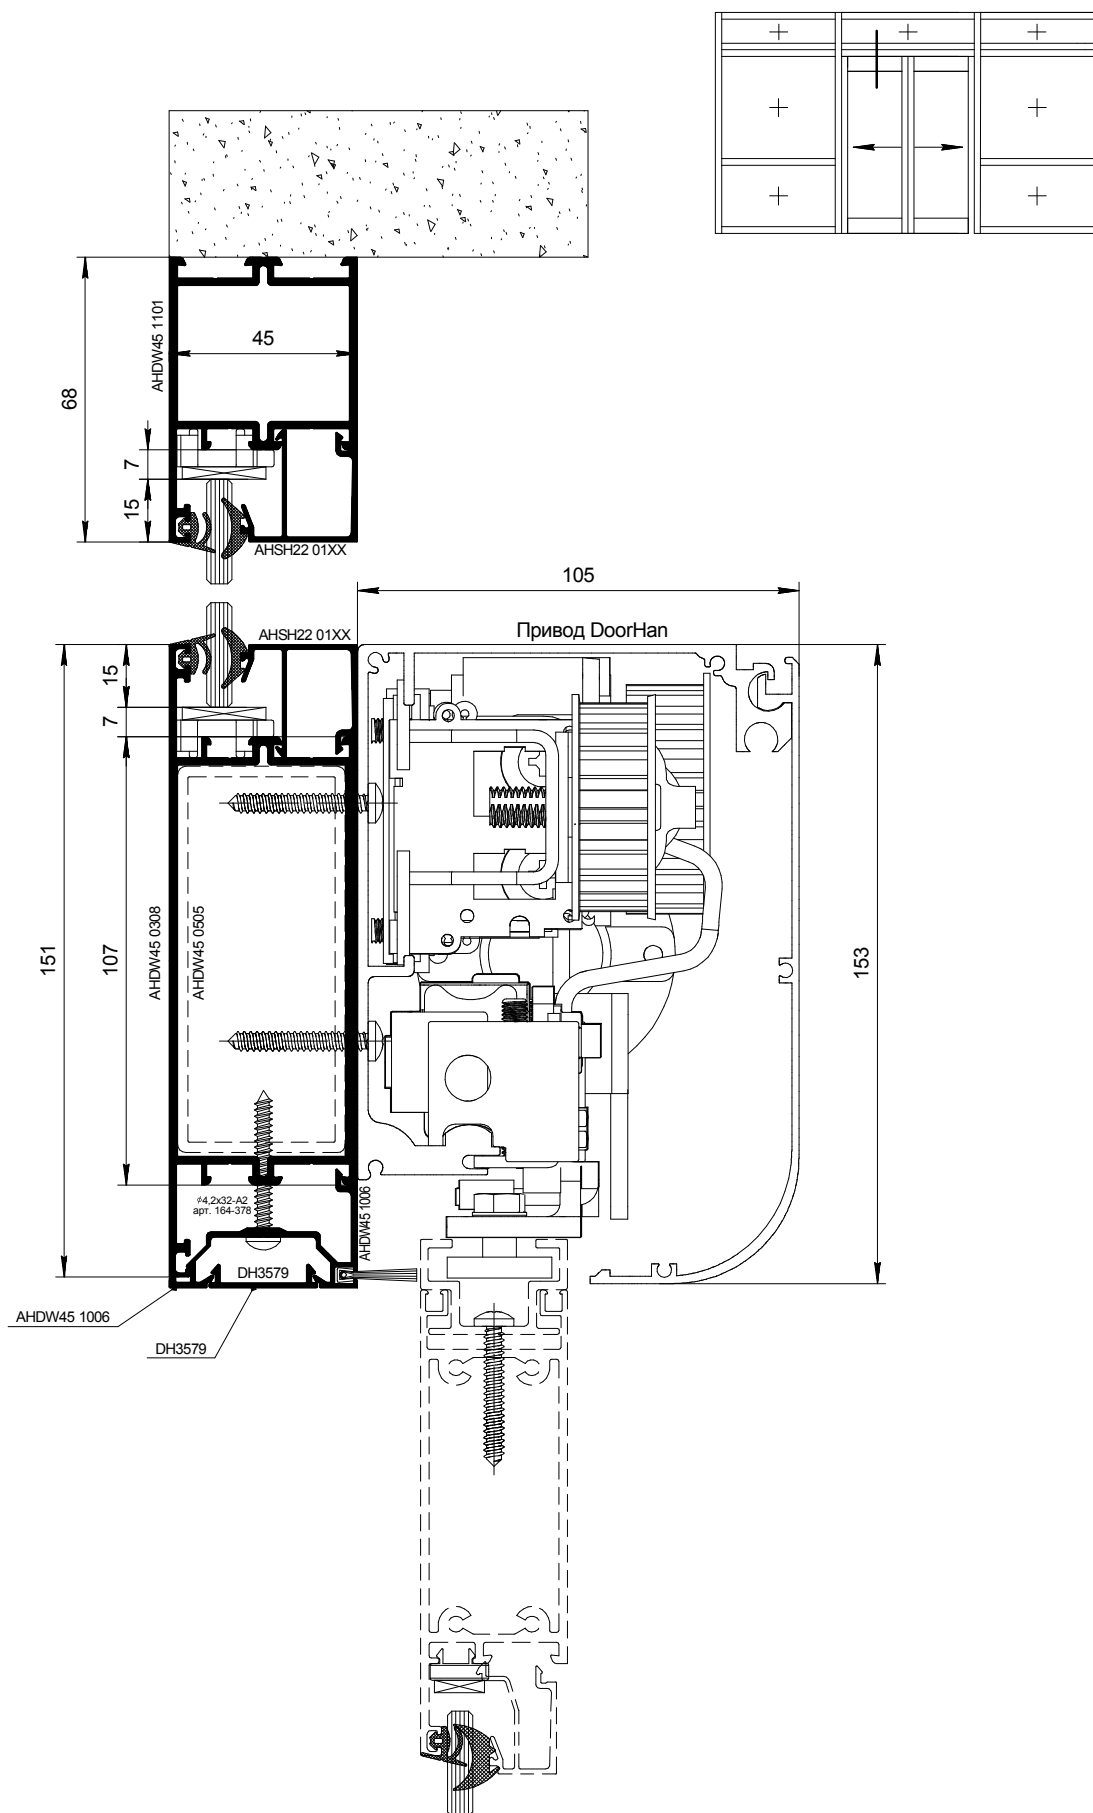 AHDW45 1101
45
68
7
15
AHSH22 01XX
105
AHSH22 01XX
Привод DoorHan
15
7
151
107
AHDW45 0308
AHDW45 0505
153
⌀4,2x32-A2
арт. 164-378
AHDW45 1006
DH3579
AHDW45 1006
DH3579